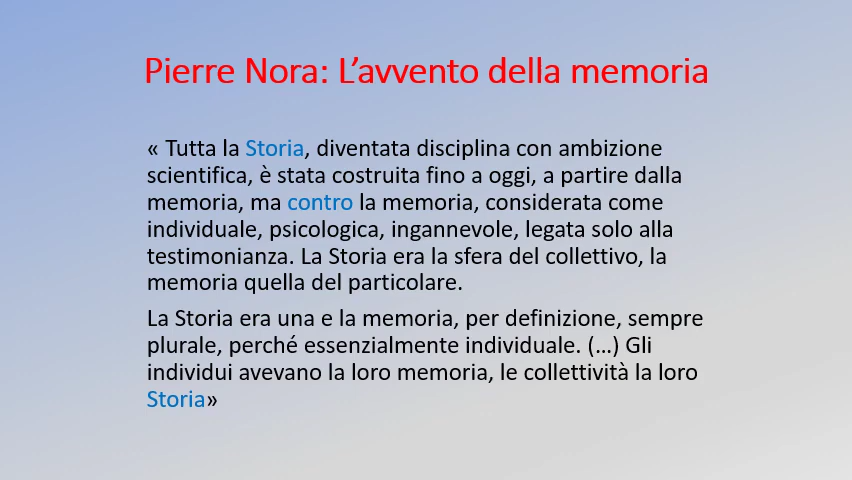 Pierre Nora: L’avvento della memoria
« Tutta la Storia, diventata disciplina con ambizione
scientifica, è stata costruita fino a oggi, a partire dalla
memoria, ma contro la memoria, considerata come
individuale, psicologica, ingannevole, legata solo alla
testimonianza. La Storia era la sfera del collettivo, la
memoria quella del particolare.
La Storia era una e la memoria, per definizione, sempre
plurale, perché essenzialmente individuale. (…) Gli
individui avevano la loro memoria, le collettività la loro
Storia»